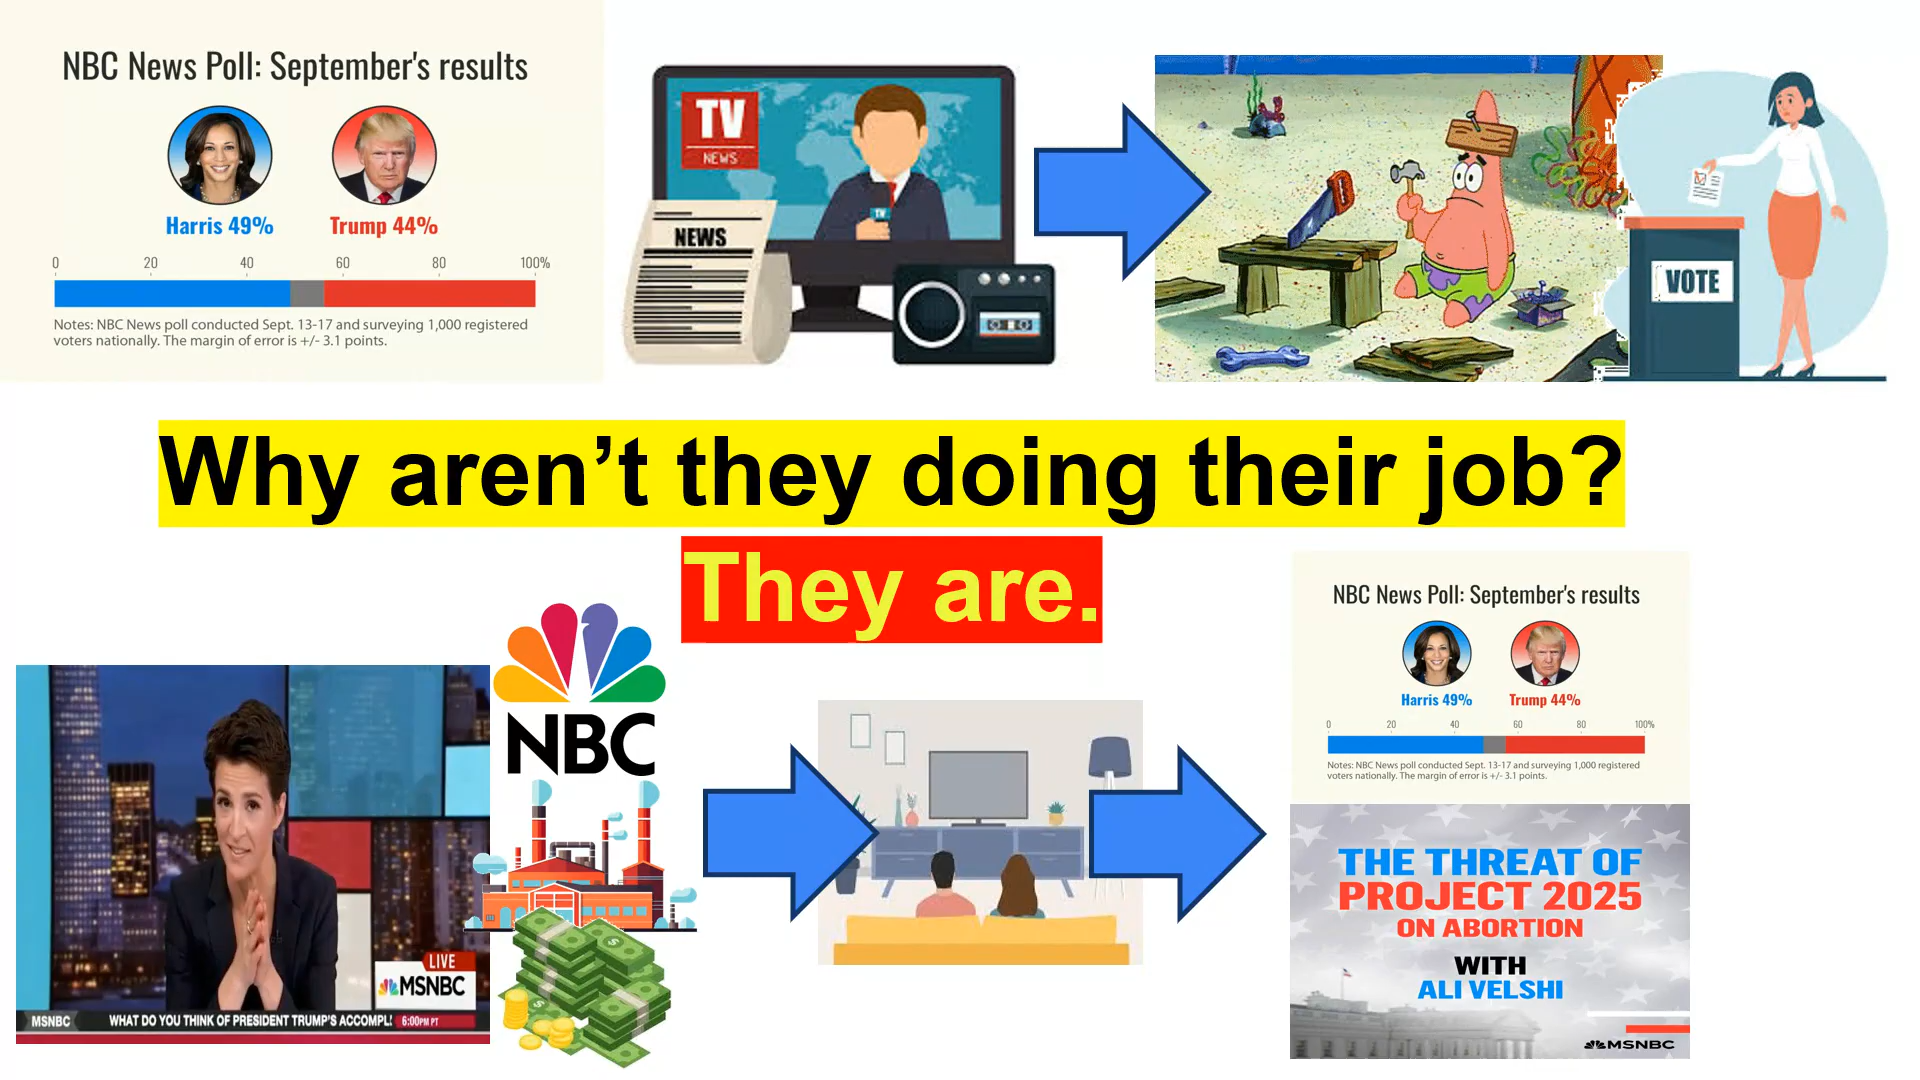 NBC News Poll: September's results
Harris 49%
Trump 44%
0 20 40 60 80 100%
Notes: NBC News poll conducted Sept. 13-17 and surveying 1,000 registered
voters nationally. The margin of error is +/- 3.1 points.
TV
NEWS
TV
NEWS
VOTE
Why aren’t they doing their job?
They are.
NBC
LIVE
MSNBC
MSNBC WHAT DO YOU THINK OF PRESIDENT TRUMP'S ACCOMPL! 6:00PM PT
NBC News Poll: September's results
Harris 49%
Trump 44%
0 20 40 60 80 100%
Notes: NBC News poll conducted Sept. 13-17 and surveying 1,000 registered
voters nationally. The margin of error is +/- 3.1 points.
THE THREAT OF
PROJECT 2025
ON ABORTION
WITH
ALI VELSHI
MSNBC